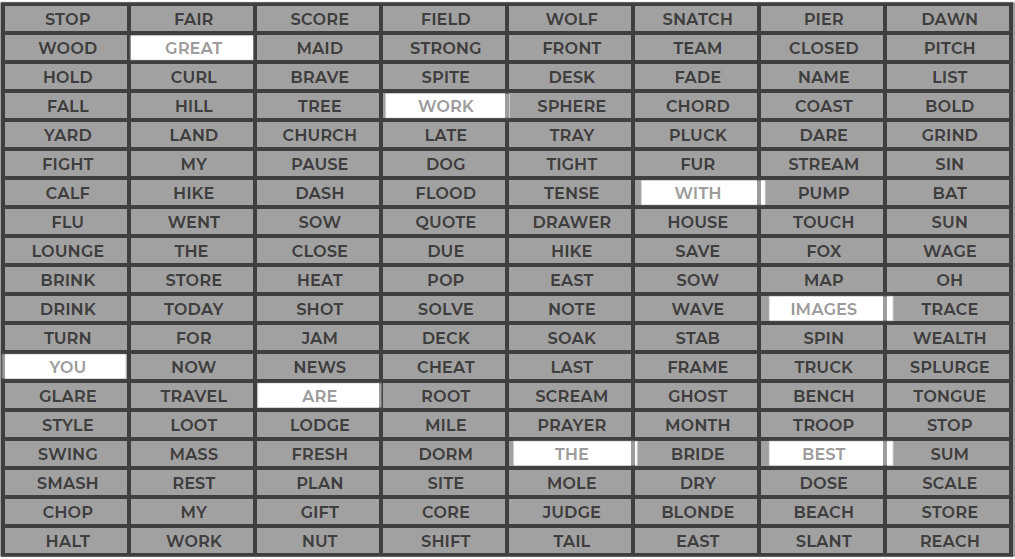 STOP FAIR SCORE FIELD WOLF SNATCH PIER DAWN
WOOD GREAT MAID STRONG FRONT TEAM CLOSED PITCH
HOLD CURL BRAVE SPITE DESK FADE NAME LIST
FALL HILL TREE WORK SPHERE CHORD COAST BOLD
YARD LAND CHURCH LATE TRAY PLUCK DARE GRIND
FIGHT MY PAUSE DOG TIGHT FUR STREAM SIN
CALF HIKE DASH FLOOD TENSE WITH PUMP BAT
FLU WENT SOW QUOTE DRAWER HOUSE TOUCH SUN
LOUNGE THE CLOSE DUE HIKE SAVE FOX WAGE
BRINK STORE HEAT POP EAST SOW MAP OH
DRINK TODAY SHOT SOLVE NOTE WAVE IMAGES TRACE
TURN FOR JAM DECK SOAK STAB SPIN WEALTH
YOU NOW NEWS CHEAT LAST FRAME TRUCK SPLURGE
GLARE TRAVEL ARE ROOT SCREAM GHOST BENCH TONGUE
STYLE LOOT LODGE MILE PRAYER MONTH TROOP STOP
SWING MASS FRESH DORM THE BRIDE BEST SUM
SMASH REST PLAN SITE MOLE DRY DOSE SCALE
CHOP MY GIFT CORE JUDGE BLONDE BEACH STORE
HALT WORK NUT SHIFT TAIL EAST SLANT REACH